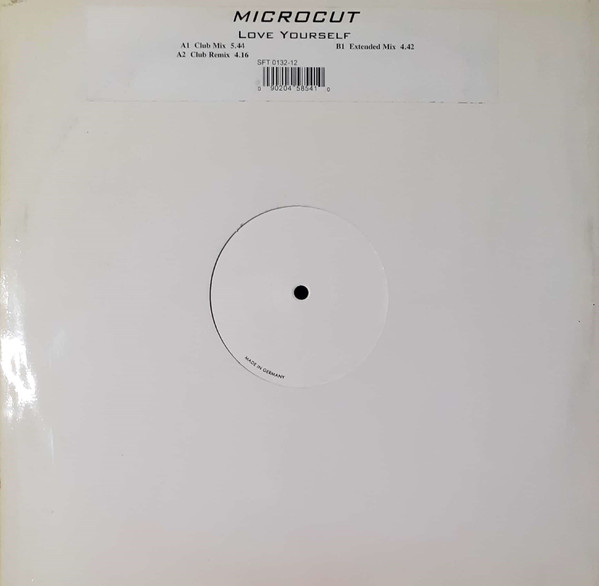 MICROCUT
LOVE YOURSELF
A1 Club Mix 5.44 B1 Extended Mix 4.42
A2 Club Remix 4.16
SFT.0132-12
0 90204 58541 0
MADE IN GERMANY